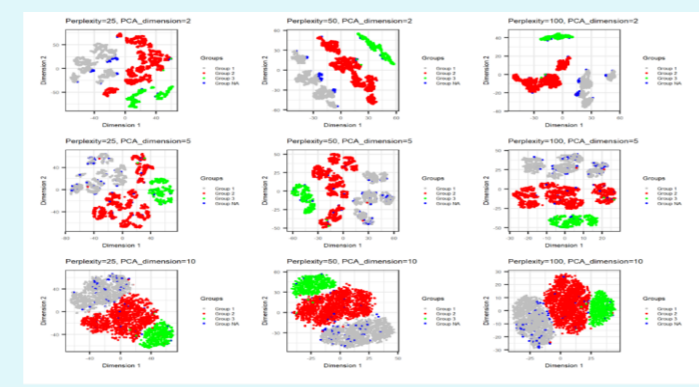 Perplexity=25, PCA_dimension=2
Dimension 2
Dimension 1
Groups
Group 1
Group 2
Group 3
Group NA
Perplexity=50, PCA_dimension=2
Dimension 2
Dimension 1
Groups
Group 1
Group 2
Group 3
Group NA
Perplexity=100, PCA_dimension=2
Dimension 2
Dimension 1
Groups
Group 1
Group 2
Group 3
Group NA
Perplexity=25, PCA_dimension=5
Dimension 2
Dimension 1
Groups
Group 1
Group 2
Group 3
Group NA
Perplexity=50, PCA_dimension=5
Dimension 2
Dimension 1
Groups
Group 1
Group 2
Group 3
Group NA
Perplexity=100, PCA_dimension=5
Dimension 2
Dimension 1
Groups
Group 1
Group 2
Group 3
Group NA
Perplexity=25, PCA_dimension=10
Dimension 2
Dimension 1
Groups
Group 1
Group 2
Group 3
Group NA
Perplexity=50, PCA_dimension=10
Dimension 2
Dimension 1
Groups
Group 1
Group 2
Group 3
Group NA
Perplexity=100, PCA_dimension=10
Dimension 2
Dimension 1
Groups
Group 1
Group 2
Group 3
Group NA